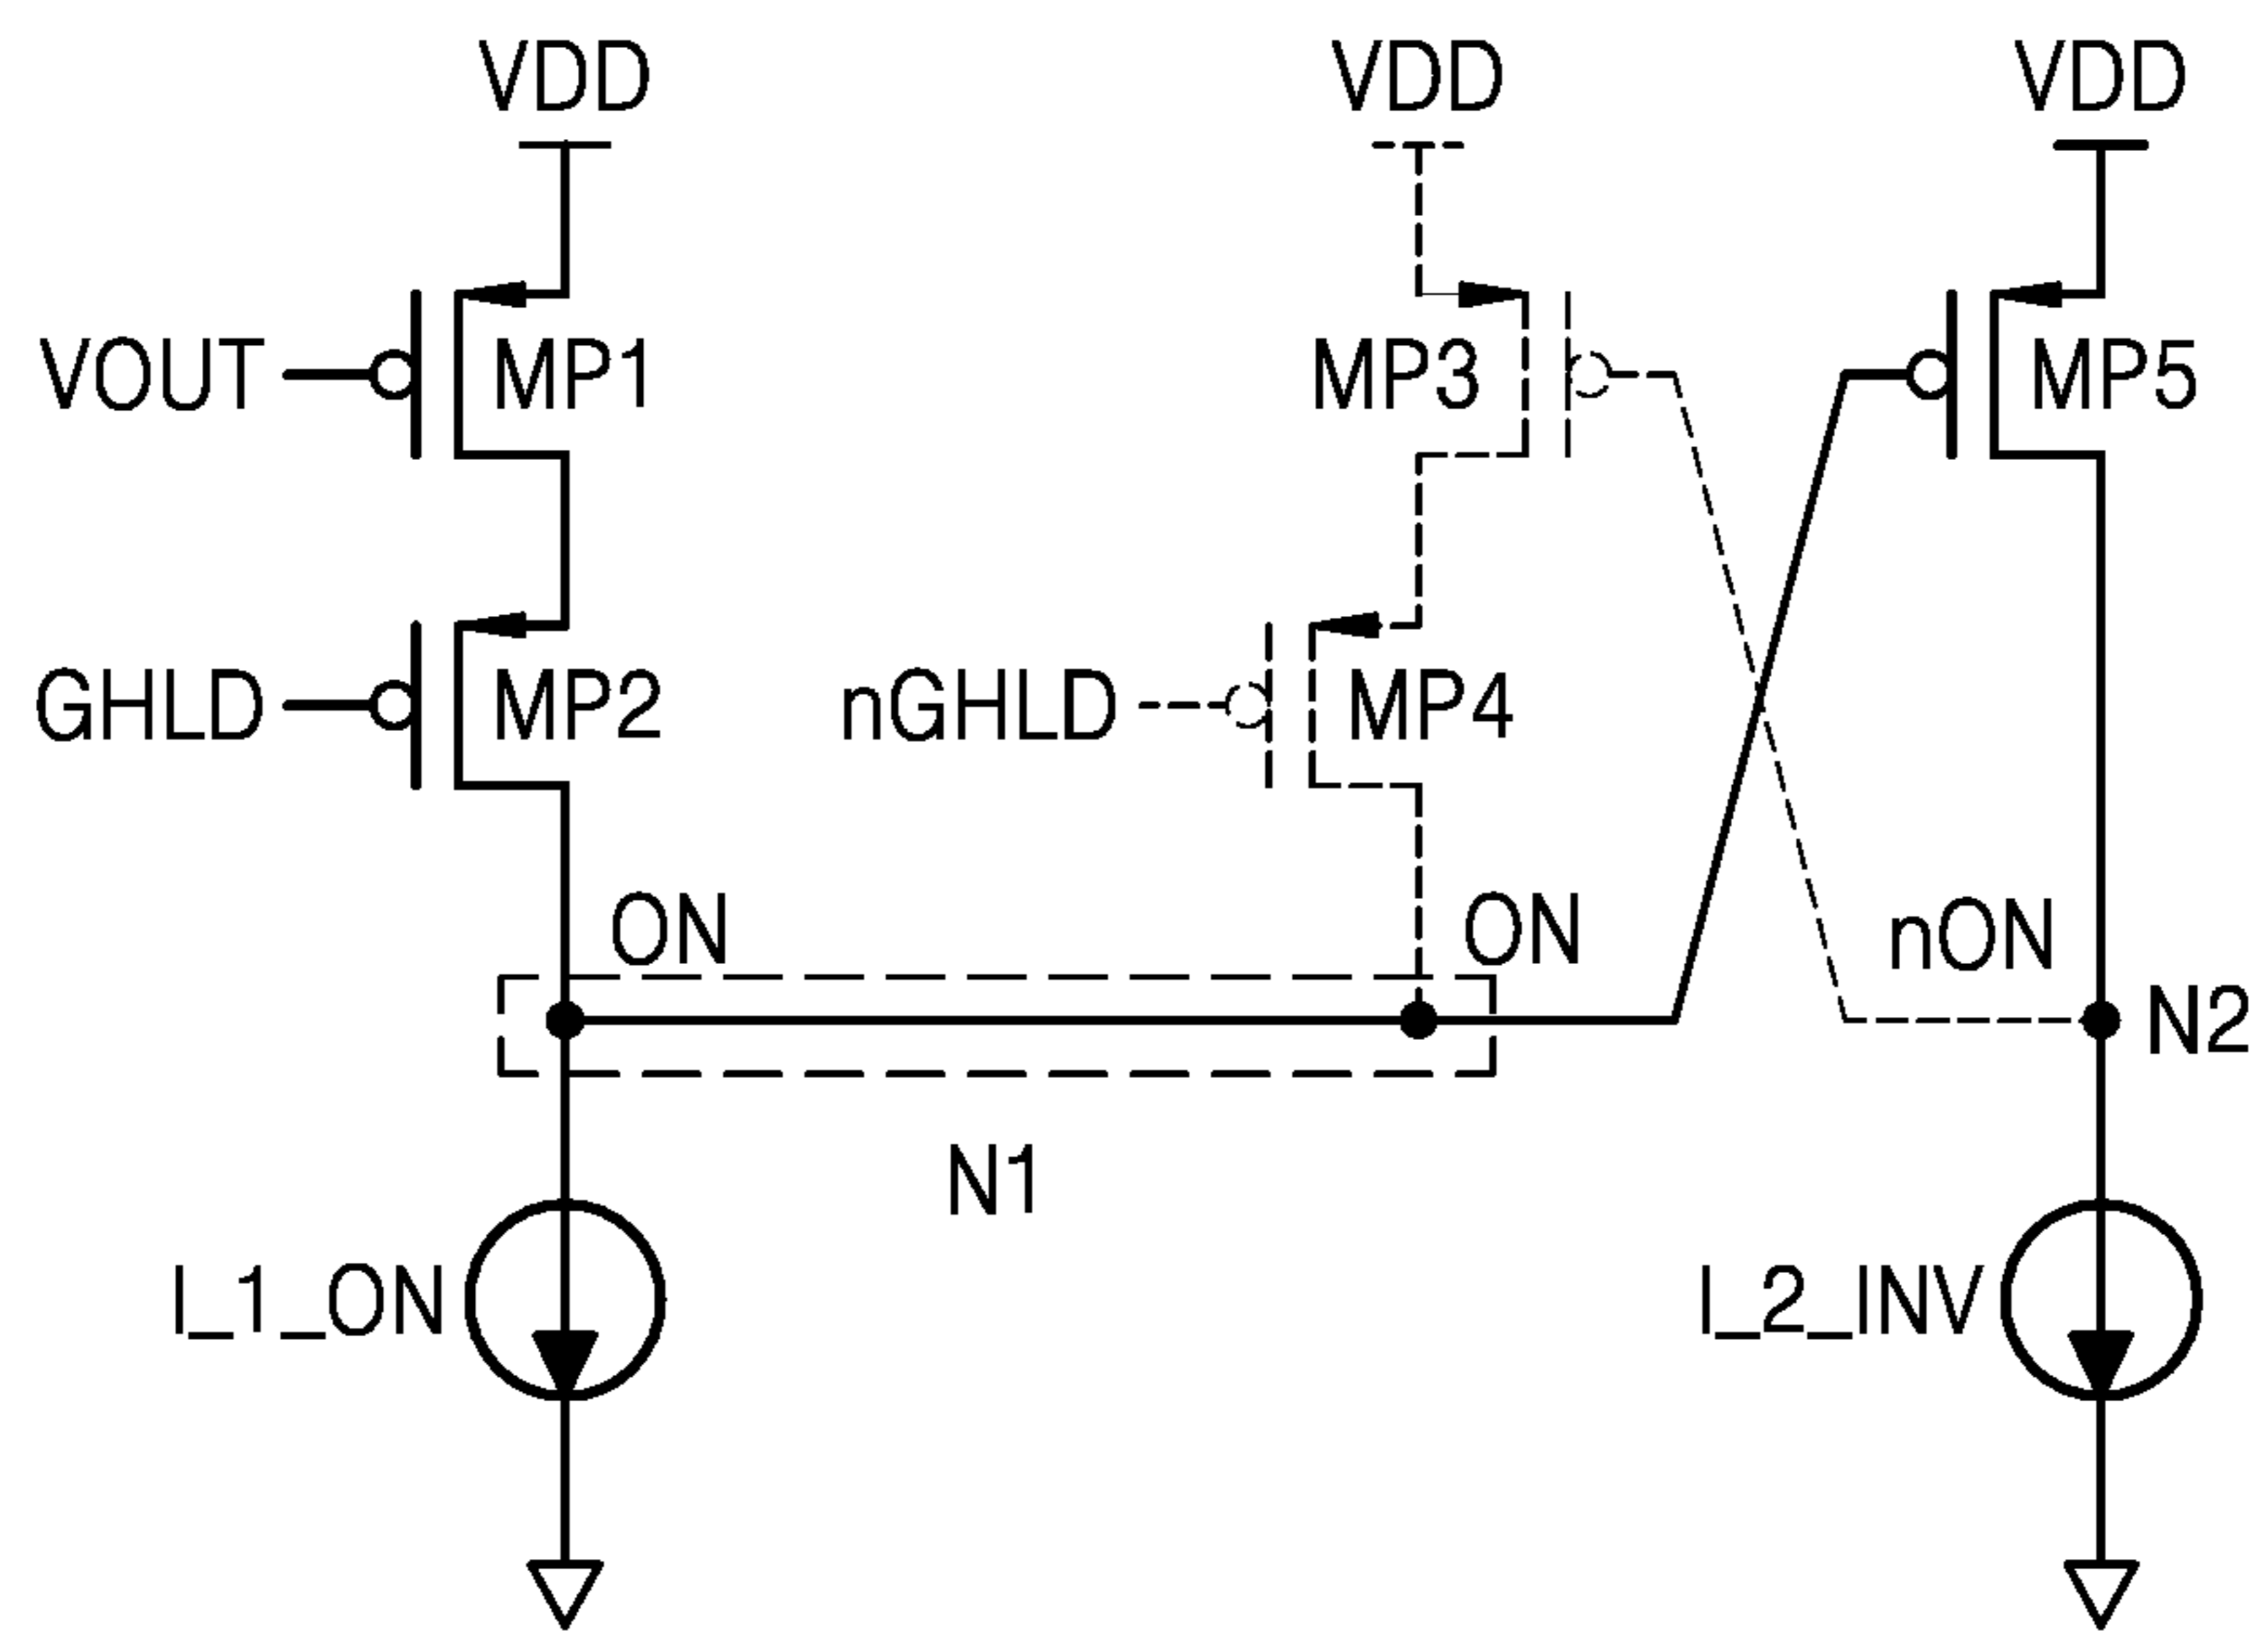 VDD VDD VDD
VOUT MP1 MP3 MP5
GHLD MP2 nGHLD MP4
ON ON nON
N2
N1
I_1_ON I_2_INV